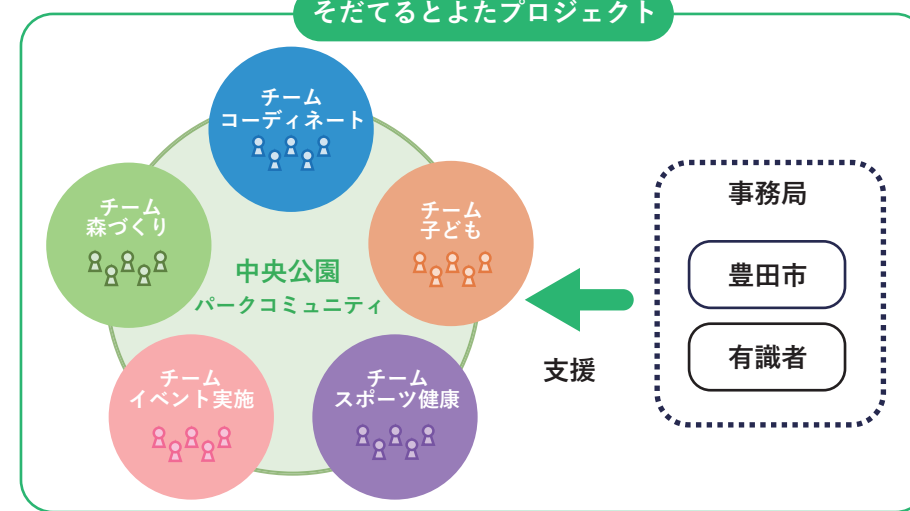 そだてるとよたプロジェクト
チーム
コーディネート
チーム
森づくり
チーム
子ども
中央公園
パークコミュニティ
チーム
イベント実施
チーム
スポーツ健康
支援
事務局
豊田市
有識者